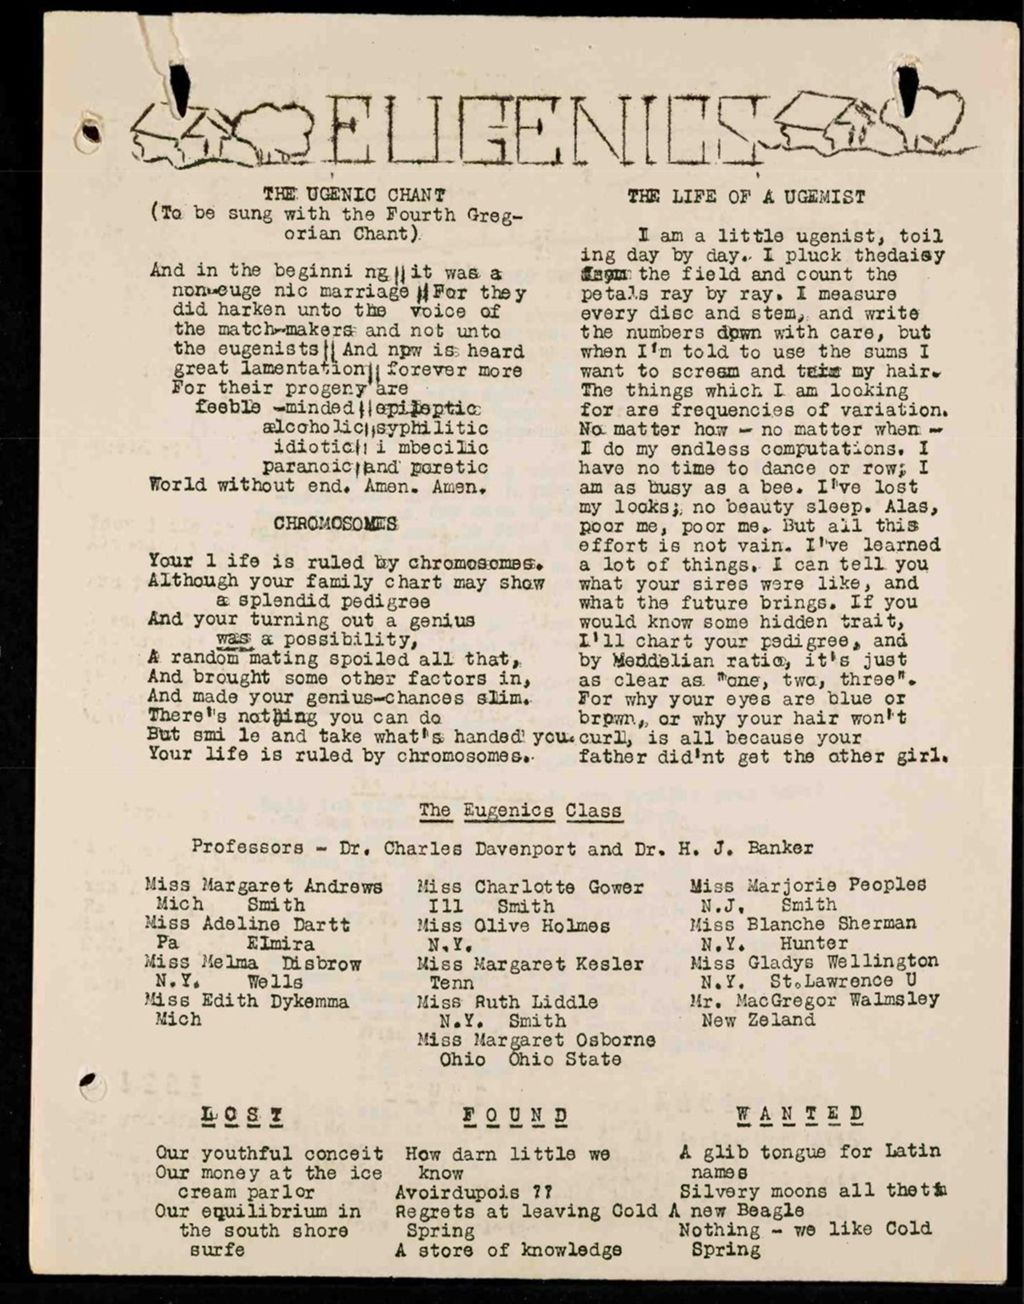 EUGENICS
THE UGENIC CHANT
(To be sung with the Fourth Greg-
orian Chant)
And in the beginni ng||it was a
non-euge nic marriage ||For they
did harken unto the voice of
the match-makers and not unto
the eugenists|| And npw is heard
great lamentation|| forever more
For their progeny are
feeble -minded||epileptic
alcoholic||syphilitic
idiotic|| i mbecilic
paranoic||and poretic
World without end. Amen. Amen.
CHROMOSOMES
Your l ife is ruled by chromosomes.
Although your family chart may show
a splendid pedigree
And your turning out a genius
was a possibility,
A random mating spoiled all that,
And brought some other factors in,
And made your genius-chances slim.
There's nothing you can do
But smi le and take what's handed you.
Your life is ruled by chromosomes.
THE LIFE OF A UGEMIST
I am a little ugenist, toil
ing day by day. I pluck thedaisy
from the field and count the
petals ray by ray. I measure
every disc and stem, and write
the numbers dpwn with care, but
when I'm told to use the sums I
want to scream and my hair.
The things which I am looking
for are frequencies of variation.
No matter how - no matter when -
I do my endless computations. I
have no time to dance or row; I
am as busy as a bee. I've lost
my looks; no beauty sleep. Alas,
poor me, poor me. But all this
effort is not vain. I've learned
a lot of things. I can tell you
what your sires were like, and
what the future brings. If you
would know some hidden trait,
I'll chart your pedigree, and
by Meddelian ratio, it's just
as clear as "one, two, three".
For why your eyes are blue or
brpwn, or why your hair won't
curl, is all because your
father did'nt get the other girl.
The Eugenics Class
Professors - Dr. Charles Davenport and Dr. H. J. Banker
Miss Margaret Andrews
Mich Smith
Miss Adeline Dartt
Pa Elmira
Miss Melma Disbrow
N.Y. Wells
Miss Edith Dykemma
Mich
Miss Charlotte Gower
Ill Smith
Miss Olive Holmes
N.Y.
Miss Margaret Kesler
Tenn
Miss Ruth Liddle
N.Y. Smith
Miss Margaret Osborne
Ohio Ohio State
Miss Marjorie Peoples
N.J. Smith
Miss Blanche Sherman
N.Y. Hunter
Miss Gladys Wellington
N.Y. St.Lawrence U
Mr. MacGregor Walmsley
New Zeland
LOST
Our youthful conceit
Our money at the ice
cream parlor
Our equilibrium in
the south shore
surfe
FOUND
How darn little we
know
Avoirdupois ??
Regrets at leaving Cold
Spring
A store of knowledge
WANTED
A glib tongue for Latin
names
Silvery moons all the
A new Beagle
Nothing - we like Cold
Spring